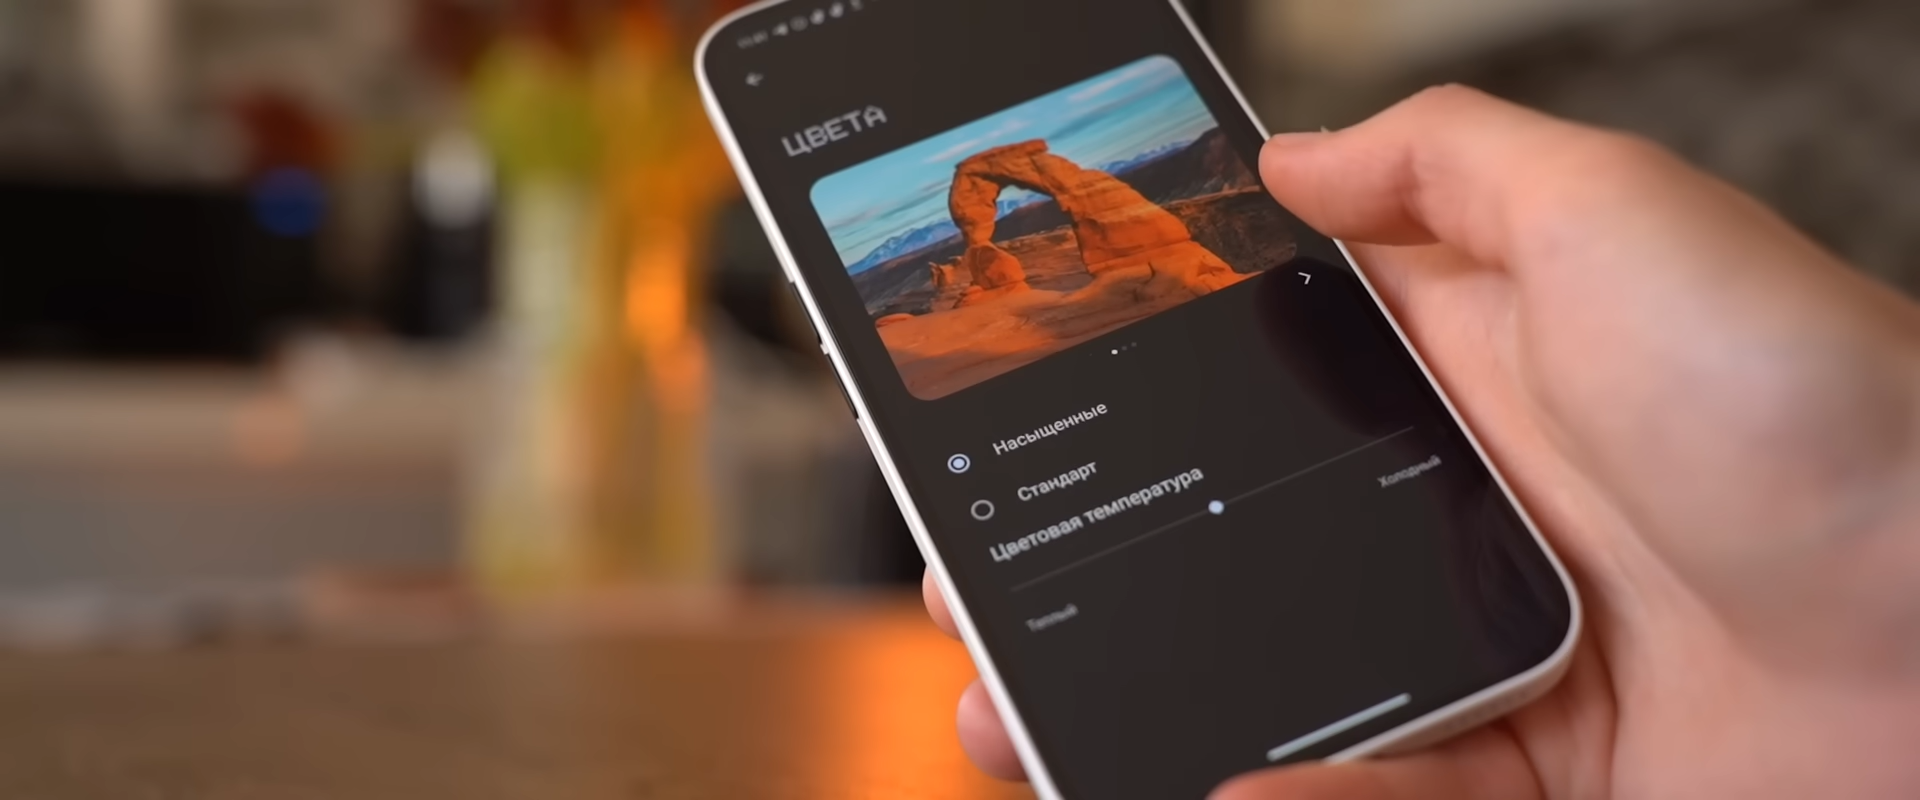 ЦВЕТА
Насыщенные
Стандарт
Цветовая температура
Холодный
Теплый